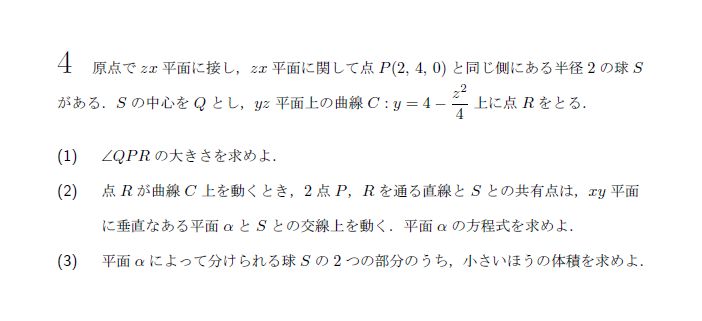 4 原点で zx 平面に接し，zx 平面に関して点 P(2, 4, 0) と同じ側にある半径 2 の球 S
がある．S の中心を Q とし，yz 平面上の曲線 C : y = 4 − z²/4 上に点 R をとる．
(1) ∠QPR の大きさを求めよ．
(2) 点 R が曲線 C 上を動くとき，2 点 P，R を通る直線と S との共有点は，xy 平面
に垂直なある平面 α と S との交線上を動く．平面 α の方程式を求めよ．
(3) 平面 α によって分けられる球 S の 2 つの部分のうち，小さいほうの体積を求めよ．